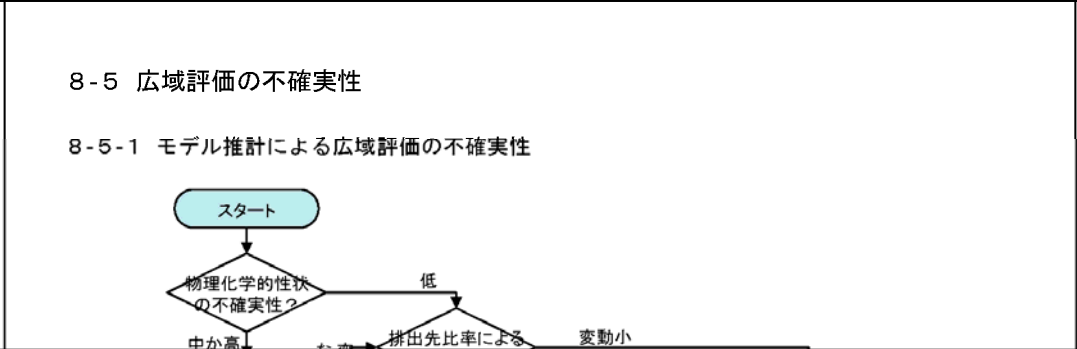 8-5 広域評価の不確実性
8-5-1 モデル推計による広域評価の不確実性
スタート
物理化学的性状
の不確実性?
低
排出先比率による
変動小
中か高